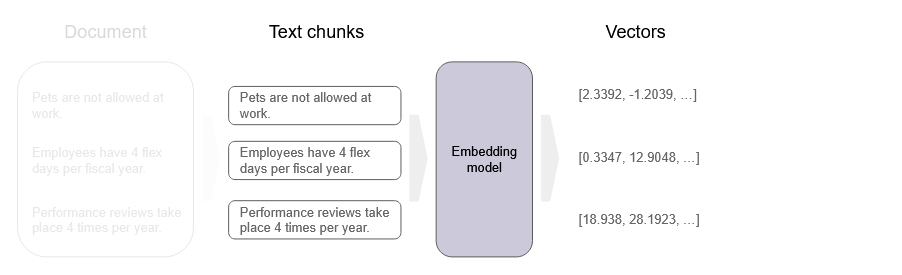 Document
Text chunks
Vectors
Pets are not allowed at
work.
Employees have 4 flex
days per fiscal year.
Performance reviews take
place 4 times per year.
Pets are not allowed at
work.
Employees have 4 flex
days per fiscal year.
Performance reviews take
place 4 times per year.
Embedding
model
[2.3392, -1.2039, …]
[0.3347, 12.9048, …]
[18.938, 28.1923, …]